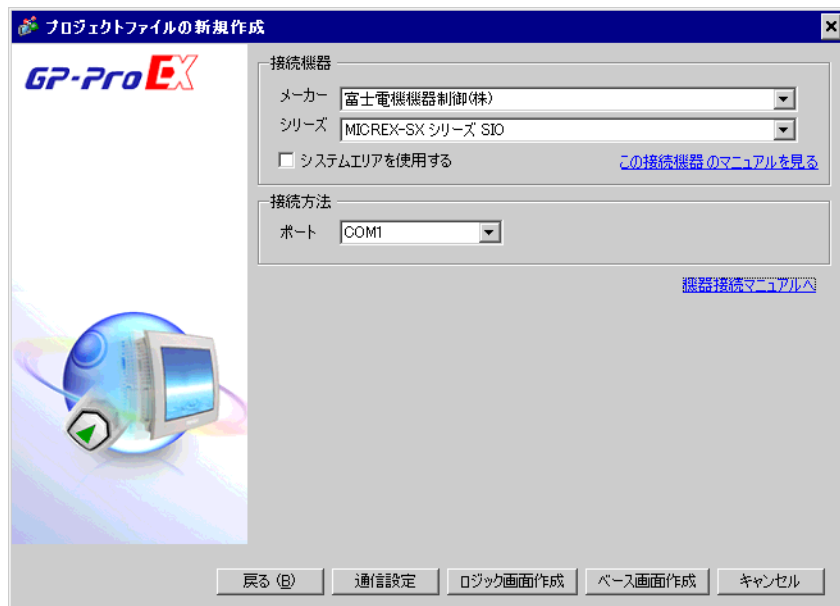 プロジェクトファイルの新規作成
GP-Pro EX
接続機器
メーカー 富士電機機器制御(株)
シリーズ MICREX-SX シリーズ SIO
システムエリアを使用する この接続機器のマニュアルを見る
接続方法
ポート COM1
機器接続マニュアルへ
戻る (B) 通信設定 ロジック画面作成 ベース画面作成 キャンセル